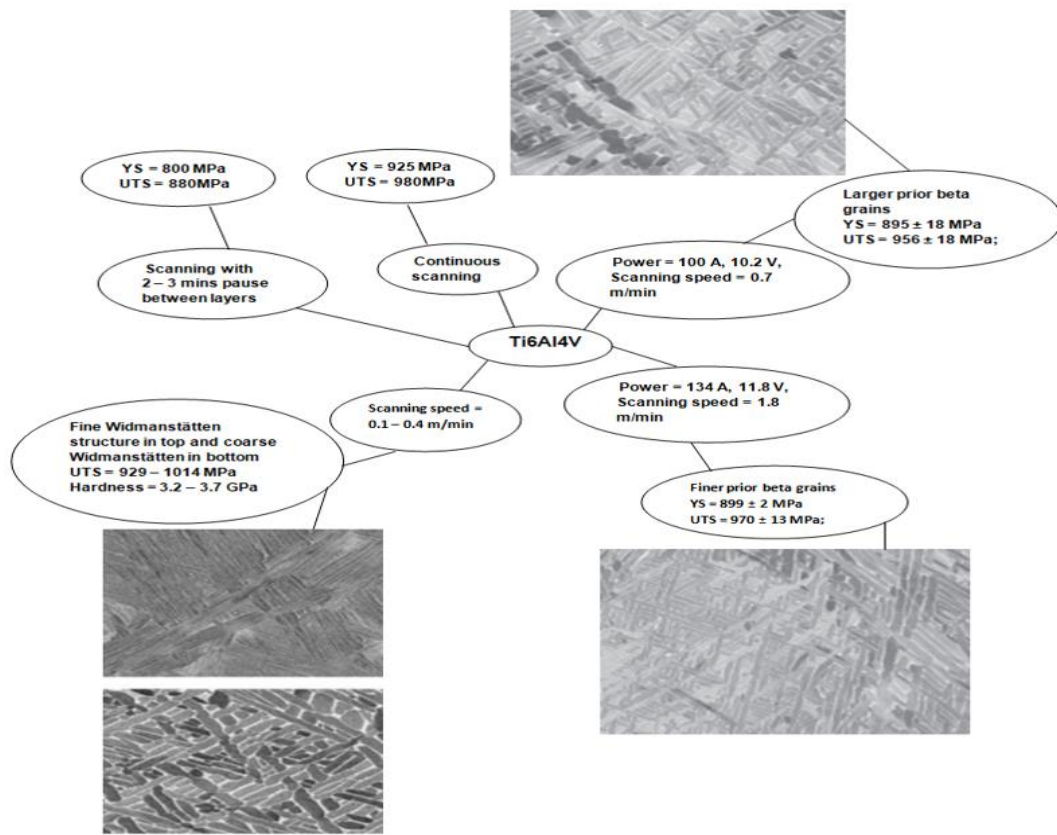 YS = 800 MPa
UTS = 880MPa
YS = 925 MPa
UTS = 980MPa
Larger prior beta
grains
YS = 895 ± 18 MPa
UTS = 956 ± 18 MPa;
Scanning with
2 – 3 mins pause
between layers
Continuous
scanning
Power = 100 A, 10.2 V,
Scanning speed = 0.7
m/min
Ti6Al4V
Power = 134 A, 11.8 V,
Scanning speed = 1.8
m/min
Scanning speed =
0.1 – 0.4 m/min
Fine Widmanstätten
structure in top and coarse
Widmanstätten in bottom
UTS = 929 – 1014 MPa
Hardness = 3.2 – 3.7 GPa
Finer prior beta grains
YS = 899 ± 2 MPa
UTS = 970 ± 13 MPa;